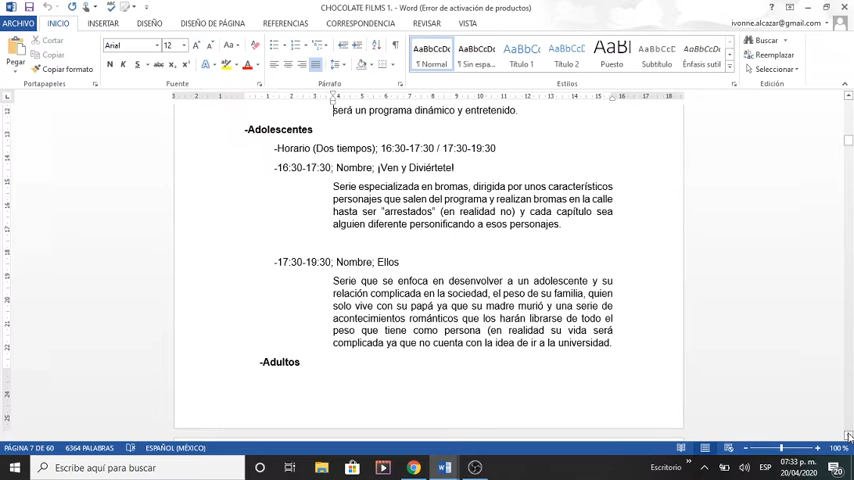 CHOCOLATE FILMS 1. - Word (Error de activación de productos)
ARCHIVO INICIO INSERTAR DISEÑO DISEÑO DE PÁGINA REFERENCIAS CORRESPONDENCIA REVISAR VISTA ivonne.alcazar@gmail.com
Pegar
Cortar
Copiar
Copiar formato
Portapapeles
Arial 12
N K S
Fuente
Párrafo
AaBbCcDc AaBbCcDc AaBbCc AaBbCcD AaBbC AaBbCcD AaBbCcDc
¶ Normal ¶ Sin espa... Título 1 Título 2 Puesto Subtítulo Énfasis sutil
Estilos
Buscar
Reemplazar
Seleccionar
Edición
será un programa dinámico y entretenido.
-Adolescentes
-Horario (Dos tiempos); 16:30-17:30 / 17:30-19:30
-16:30-17:30; Nombre; ¡Ven y Diviértete!
Serie especializada en bromas, dirigida por unos característicos
personajes que salen del programa y realizan bromas en la calle
hasta ser "arrestados" (en realidad no) y cada capítulo sea
alguien diferente personificando a esos personajes.
-17:30-19:30; Nombre; Ellos
Serie que se enfoca en desenvolver a un adolescente y su
relación complicada en la sociedad, el peso de su familia, quien
solo vive con su papá ya que su madre murió y una serie de
acontecimientos románticos que los harán librarse de todo el
peso que tiene como persona (en realidad su vida será
complicada ya que no cuenta con la idea de ir a la universidad.
-Adultos
PÁGINA 7 DE 60 6364 PALABRAS ESPAÑOL (MÉXICO) 100 %
Escribe aquí para buscar
Escritorio
ESP
07:33 p. m.
20/04/2020
20